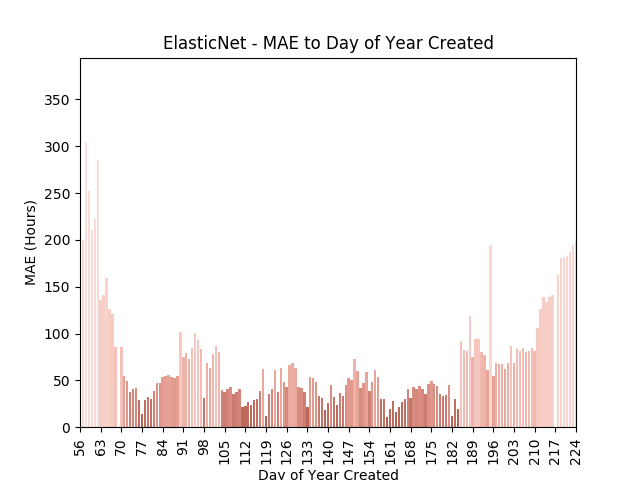 ElasticNet - MAE to Day of Year Created
MAE (Hours)
350
300
250
200
150
100
50
0
56 63 70 77 84 91 98 105 112 119 126 133 140 147 154 161 168 175 182 189 196 203 210 217 224
Day of Year Created